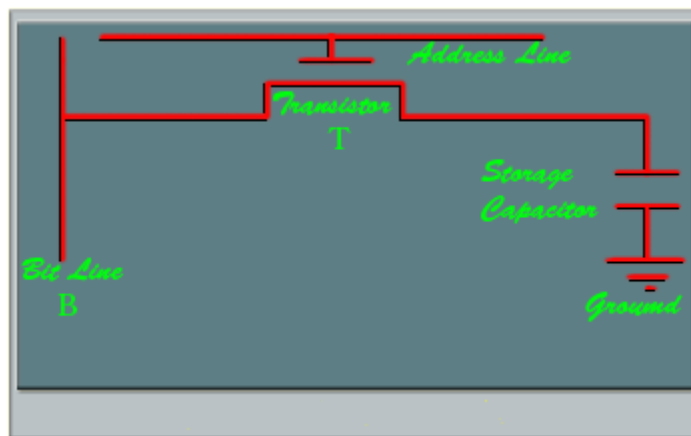 Address Line
Transistor
T
Storage
Capacitor
Bit Line
B
Groumd